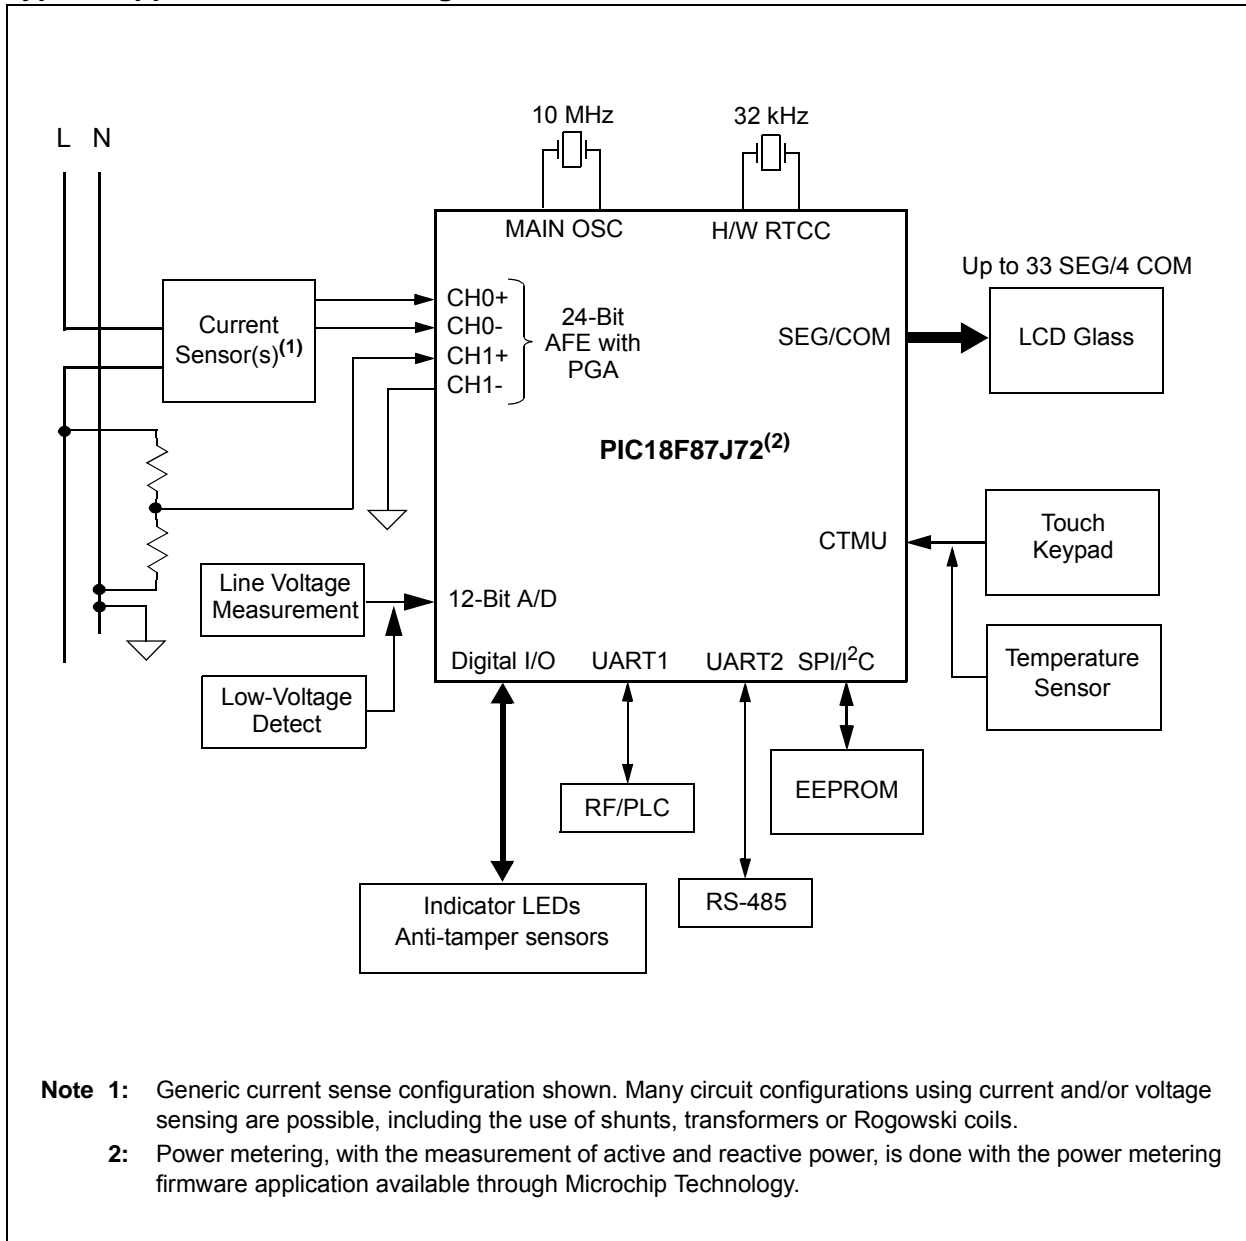 10 MHz
32 kHz
L N
MAIN OSC
H/W RTCC
Up to 33 SEG/4 COM
Current
Sensor(s)(1)
CH0+
CH0-
CH1+
CH1-
24-Bit
AFE with
PGA
SEG/COM
LCD Glass
PIC18F87J72(2)
CTMU
Touch
Keypad
Line Voltage
Measurement
12-Bit A/D
Digital I/O
UART1
UART2
SPI/I2C
Temperature
Sensor
Low-Voltage
Detect
RF/PLC
EEPROM
RS-485
Indicator LEDs
Anti-tamper sensors
Note 1: Generic current sense configuration shown. Many circuit configurations using current and/or voltage
sensing are possible, including the use of shunts, transformers or Rogowski coils.
2: Power metering, with the measurement of active and reactive power, is done with the power metering
firmware application available through Microchip Technology.